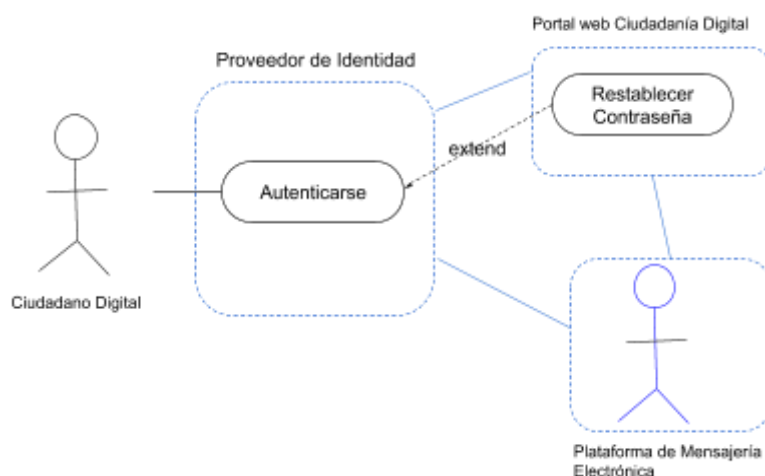 Portal web Ciudadanía Digital
Proveedor de Identidad
Restablecer
Contraseña
extend
Autenticarse
Ciudadano Digital
Plataforma de Mensajería
Electrónica